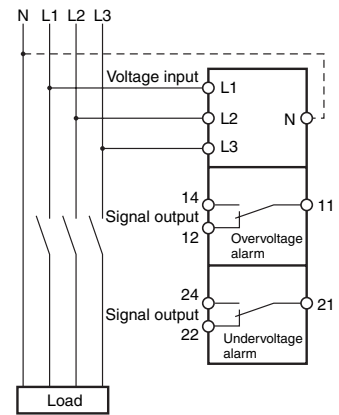 N L1 L2 L3
Voltage input
L1
L2
N
L3
14
11
Signal output
12
Overvoltage
alarm
24
21
Signal output
22
Undervoltage
alarm
Load